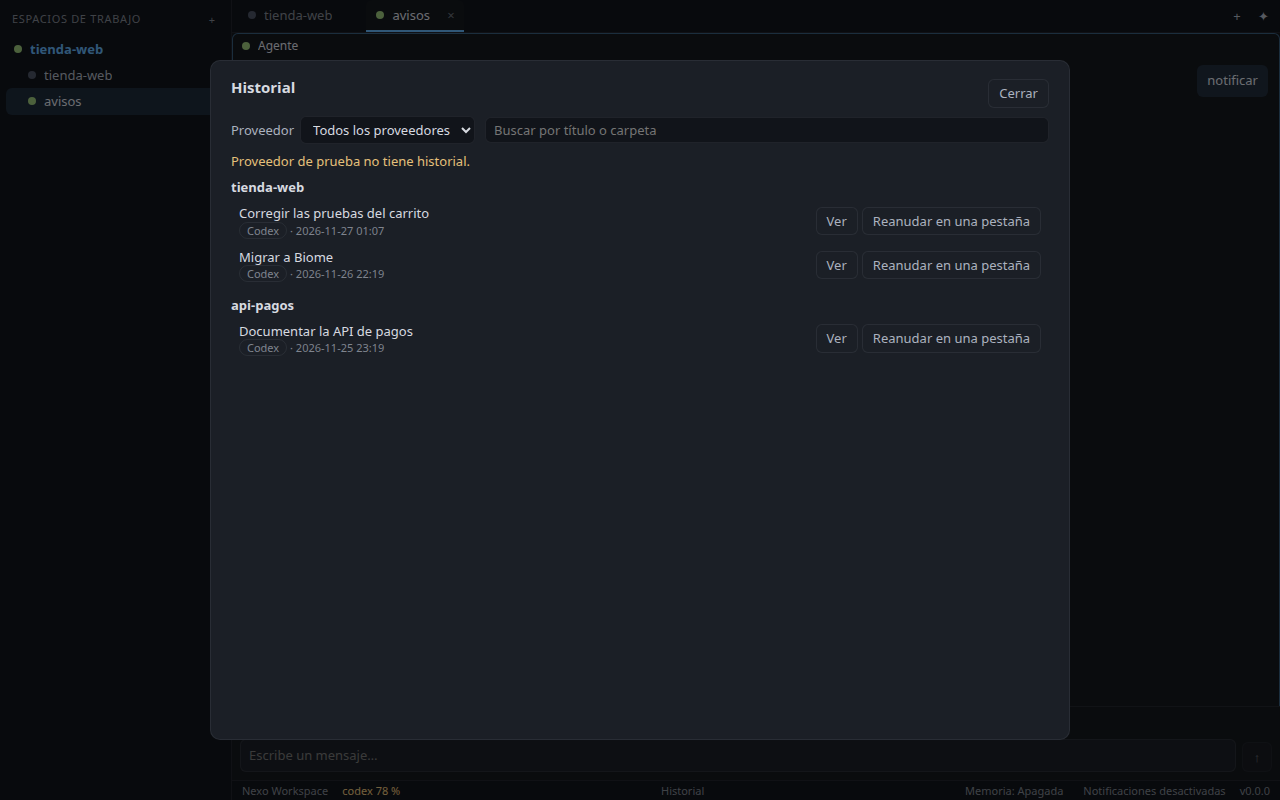 ESPACIOS DE TRABAJO +
tienda-web
tienda-web
avisos
tienda-web
avisos ×
+ ✦
Agente
notificar
Historial
Cerrar
Proveedor Todos los proveedores Buscar por título o carpeta
Proveedor de prueba no tiene historial.
tienda-web
Corregir las pruebas del carrito
Codex · 2026-11-27 01:07
Ver Reanudar en una pestaña
Migrar a Biome
Codex · 2026-11-26 22:19
Ver Reanudar en una pestaña
api-pagos
Documentar la API de pagos
Codex · 2026-11-25 23:19
Ver Reanudar en una pestaña
Escribe un mensaje... ↑
Nexo Workspace codex 78 % Historial Memoria: Apagada Notificaciones desactivadas v0.0.0